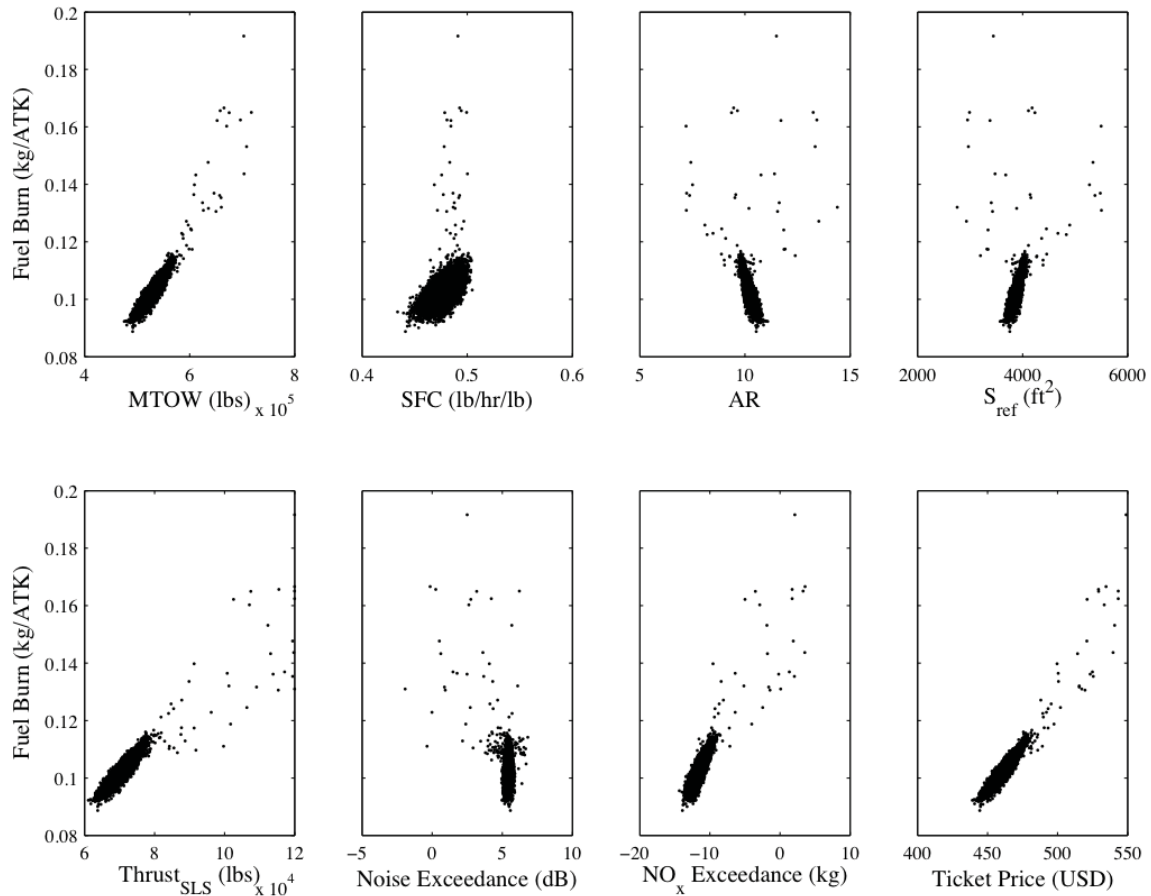 0.2
0.18
0.16
0.14
0.12
0.1
0.08
Fuel Burn (kg/ATK)
4 6 8
MTOW (lbs) x 10^5
0.4 0.5 0.6
SFC (lb/hr/lb)
5 10 15
AR
2000 4000 6000
S_ref (ft^2)
0.2
0.18
0.16
0.14
0.12
0.1
0.08
Fuel Burn (kg/ATK)
6 8 10 12
Thrust_SLS (lbs) x 10^4
−5 0 5 10
Noise Exceedance (dB)
−20 −10 0 10
NO_x Exceedance (kg)
400 450 500 550
Ticket Price (USD)